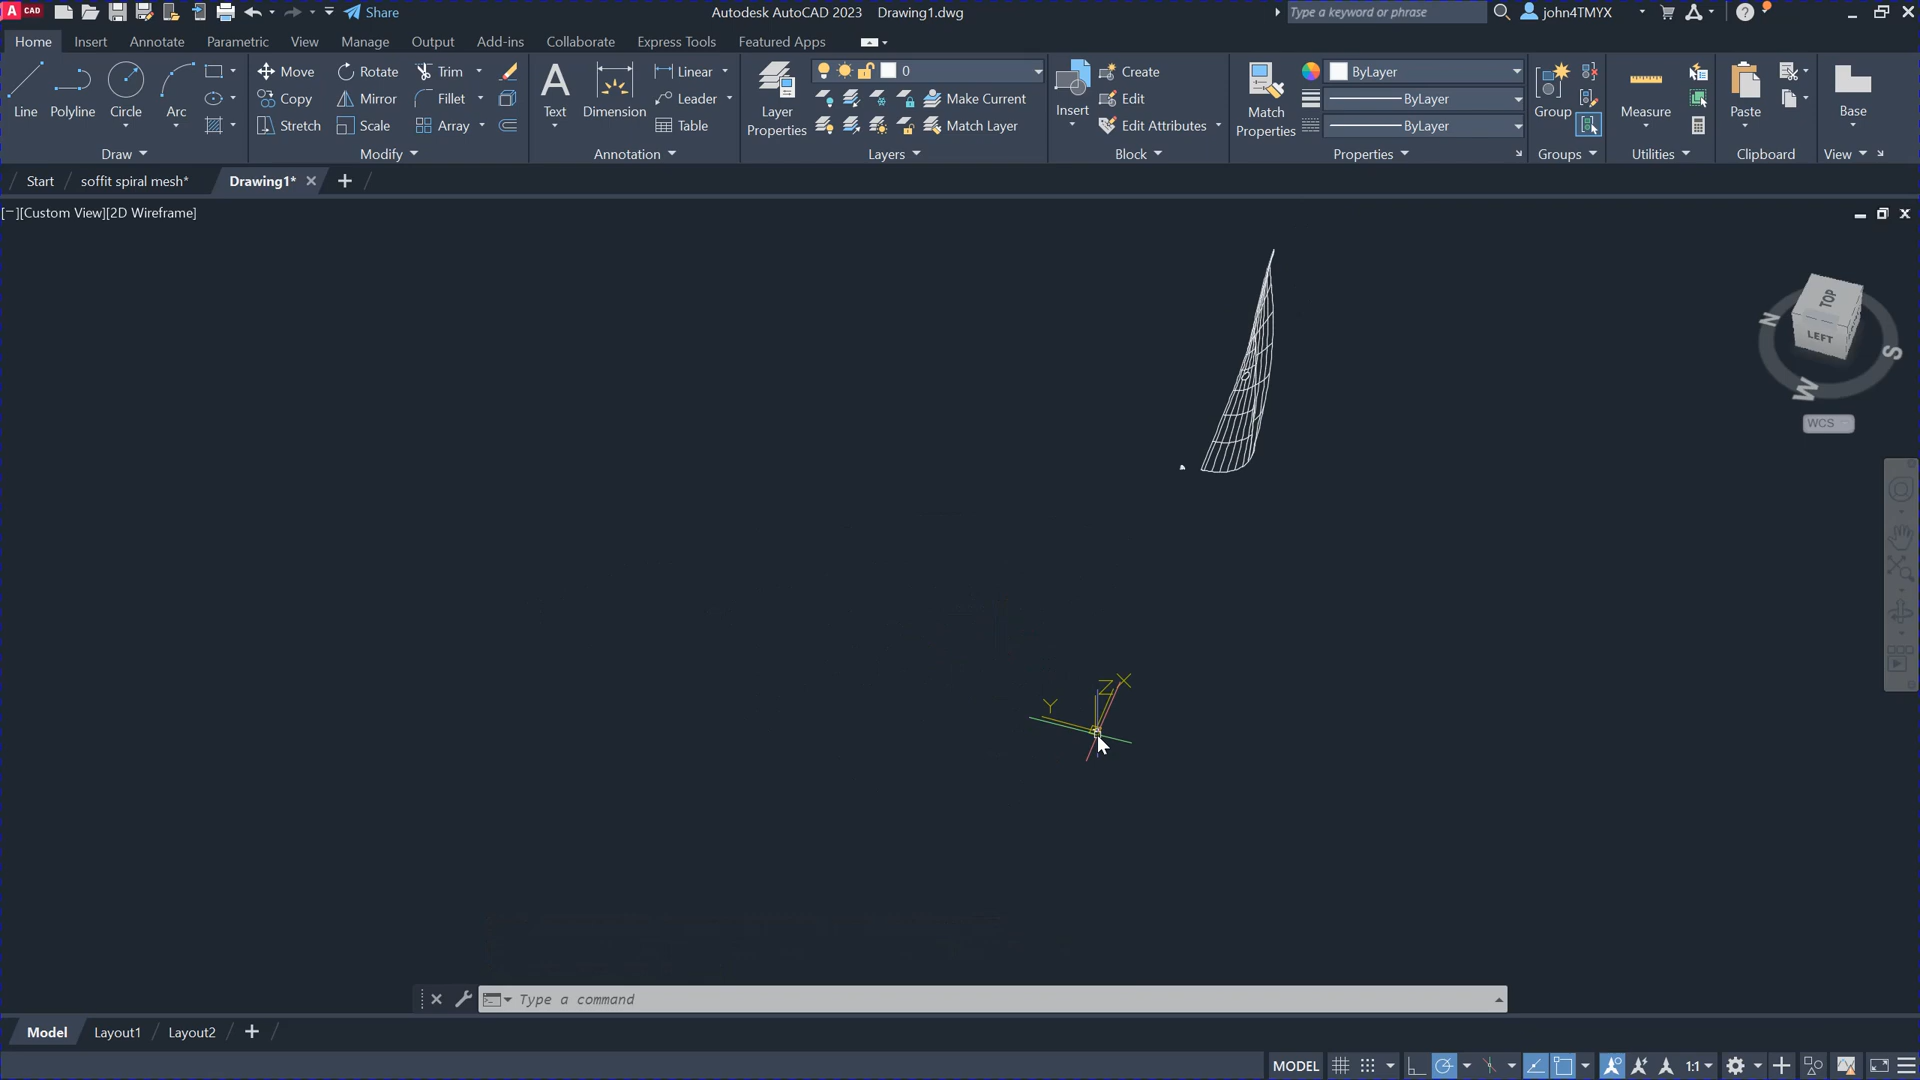 A CAD Share Autodesk AutoCAD 2023 Drawing1.dwg Type a keyword or phrase john4TMYX
Home Insert Annotate Parametric View Manage Output Add-ins Collaborate Express Tools Featured Apps
Line Polyline Circle Arc
Move Rotate Trim
Copy Mirror Fillet
Stretch Scale Array
Text Dimension
Linear
Leader
Table
Layer Properties
0
Make Current
Match Layer
Insert
Create
Edit
Edit Attributes
Match Properties
ByLayer
ByLayer
ByLayer
Group
Measure
Paste
Base
Draw Modify Annotation Layers Block Properties Groups Utilities Clipboard View
Start soffit spiral mesh* Drawing1*
[−][Custom View][2D Wireframe]
TOP
LEFT
N
S
W
WCS
X
Y
Z
Type a command
Model Layout1 Layout2
MODEL 1:1